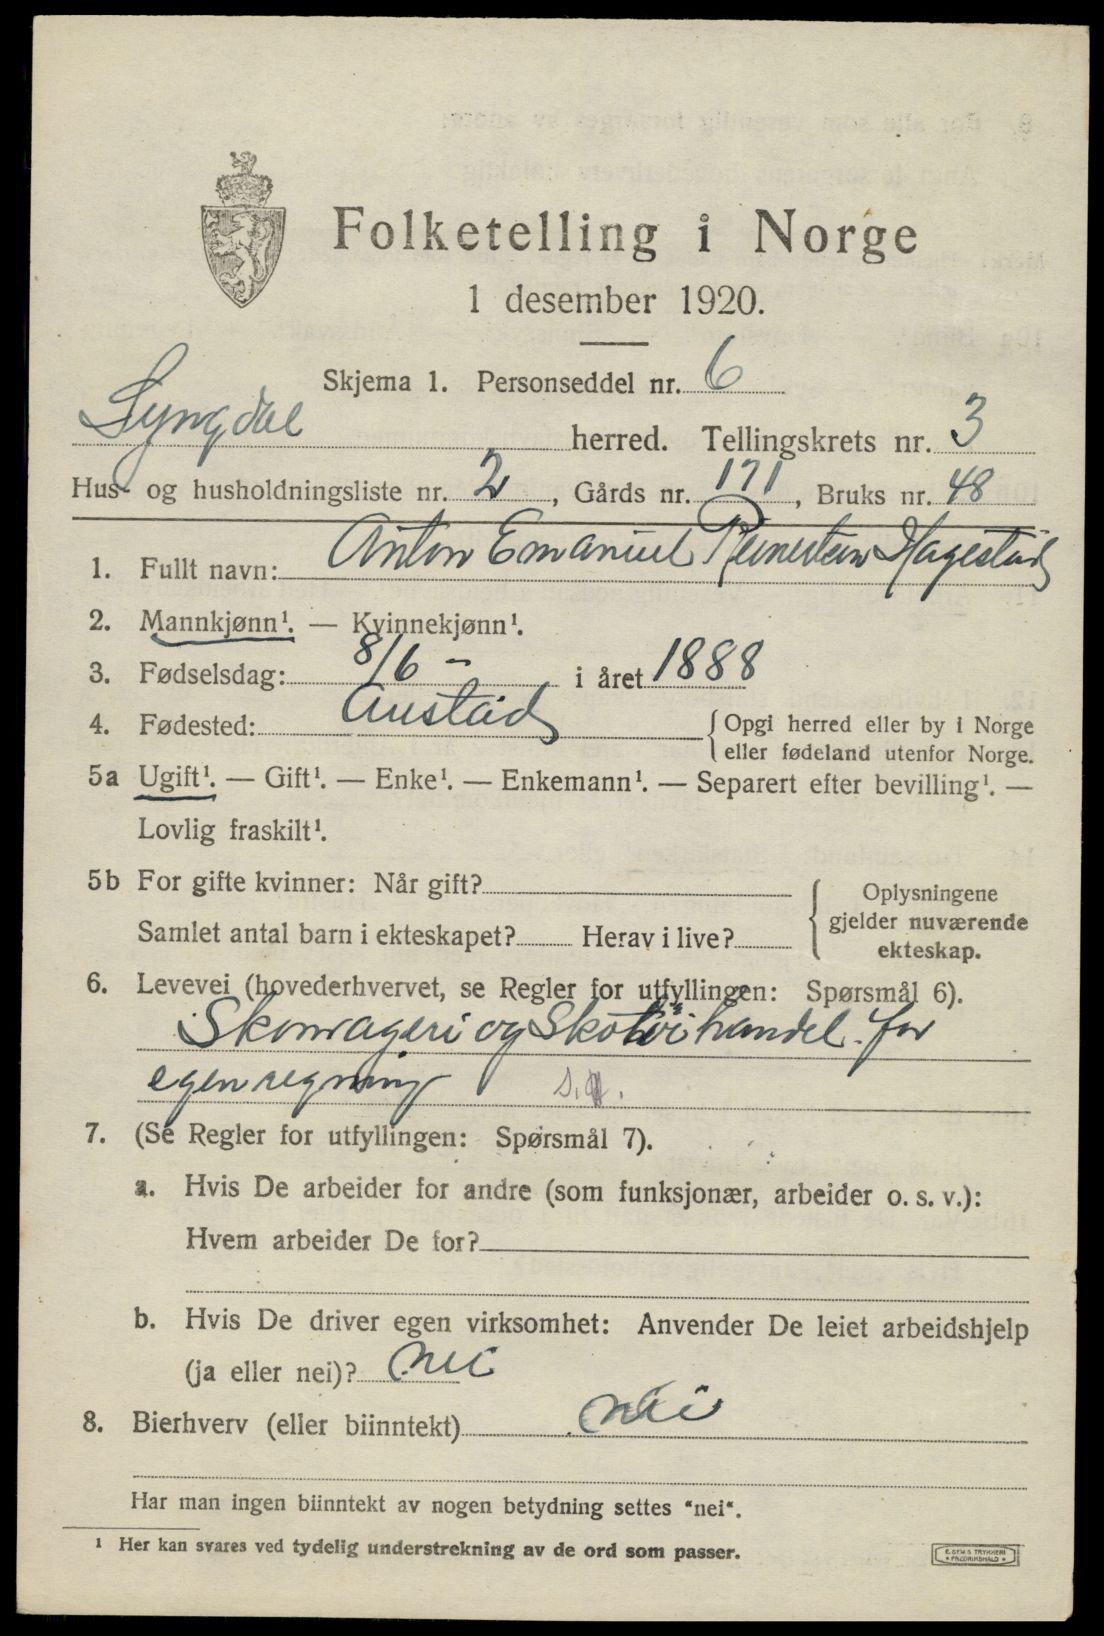 Folketelling i Norge
1 desember 1920.
Skjema 1. Personseddel nr. 6
Lyngdal herred. Tellingskrets nr. 3
Hus- og husholdningsliste nr. 2, Gårds nr. 171, Bruks nr. 48
1. Fullt navn: Anton Emanuel Reinertsen Hagestad
2. Mannkjønn¹. — Kvinnekjønn¹.
3. Fødselsdag: 8/6 - i året 1888
4. Fødested: Austad { Opgi herred eller by i Norge
eller fødeland utenfor Norge.
5a Ugift¹. — Gift¹. — Enke¹. — Enkemann¹. — Separert efter bevilling¹. —
Lovlig fraskilt¹.
5b For gifte kvinner: Når gift?
Samlet antal barn i ekteskapet? Herav i live?
{ Oplysningene
gjelder nuværende
ekteskap.
6. Levevei (hovederhvervet, se Regler for utfyllingen: Spørsmål 6).
Skomageri og Skotøihandel. for
egen regning
7. (Se Regler for utfyllingen: Spørsmål 7).
a. Hvis De arbeider for andre (som funksjonær, arbeider o. s. v.):
Hvem arbeider De for?
b. Hvis De driver egen virksomhet: Anvender De leiet arbeidshjelp
(ja eller nei)? nei
8. Bierhverv (eller biinntekt) nei
Har man ingen biinntekt av nogen betydning settes "nei".
¹ Her kan svares ved tydelig understrekning av de ord som passer.